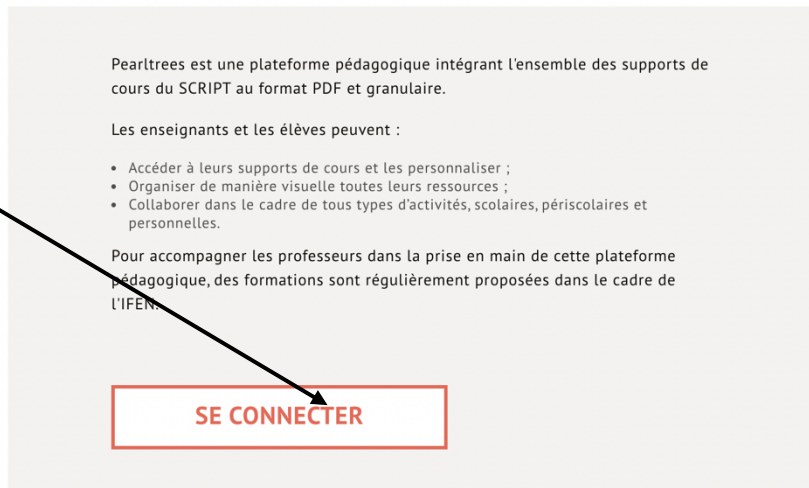 Pearltrees est une plateforme pédagogique intégrant l'ensemble des supports de
cours du SCRIPT au format PDF et granulaire.
Les enseignants et les élèves peuvent :
• Accéder à leurs supports de cours et les personnaliser ;
• Organiser de manière visuelle toutes leurs ressources ;
• Collaborer dans le cadre de tous types d'activités, scolaires, périscolaires et
personnelles.
Pour accompagner les professeurs dans la prise en main de cette plateforme
pédagogique, des formations sont régulièrement proposées dans le cadre de
l'IFEN.
SE CONNECTER